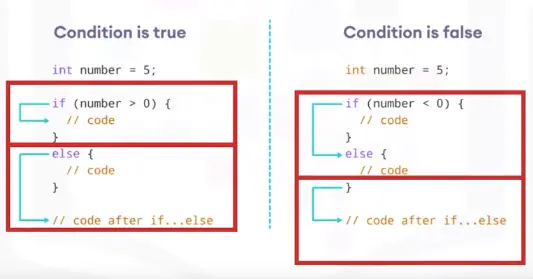 Condition is true
int number = 5;
if (number > 0) {
// code
}
else {
// code
}
// code after if...else
Condition is false
int number = 5;
if (number < 0) {
// code
}
else {
// code
}
// code after if...else